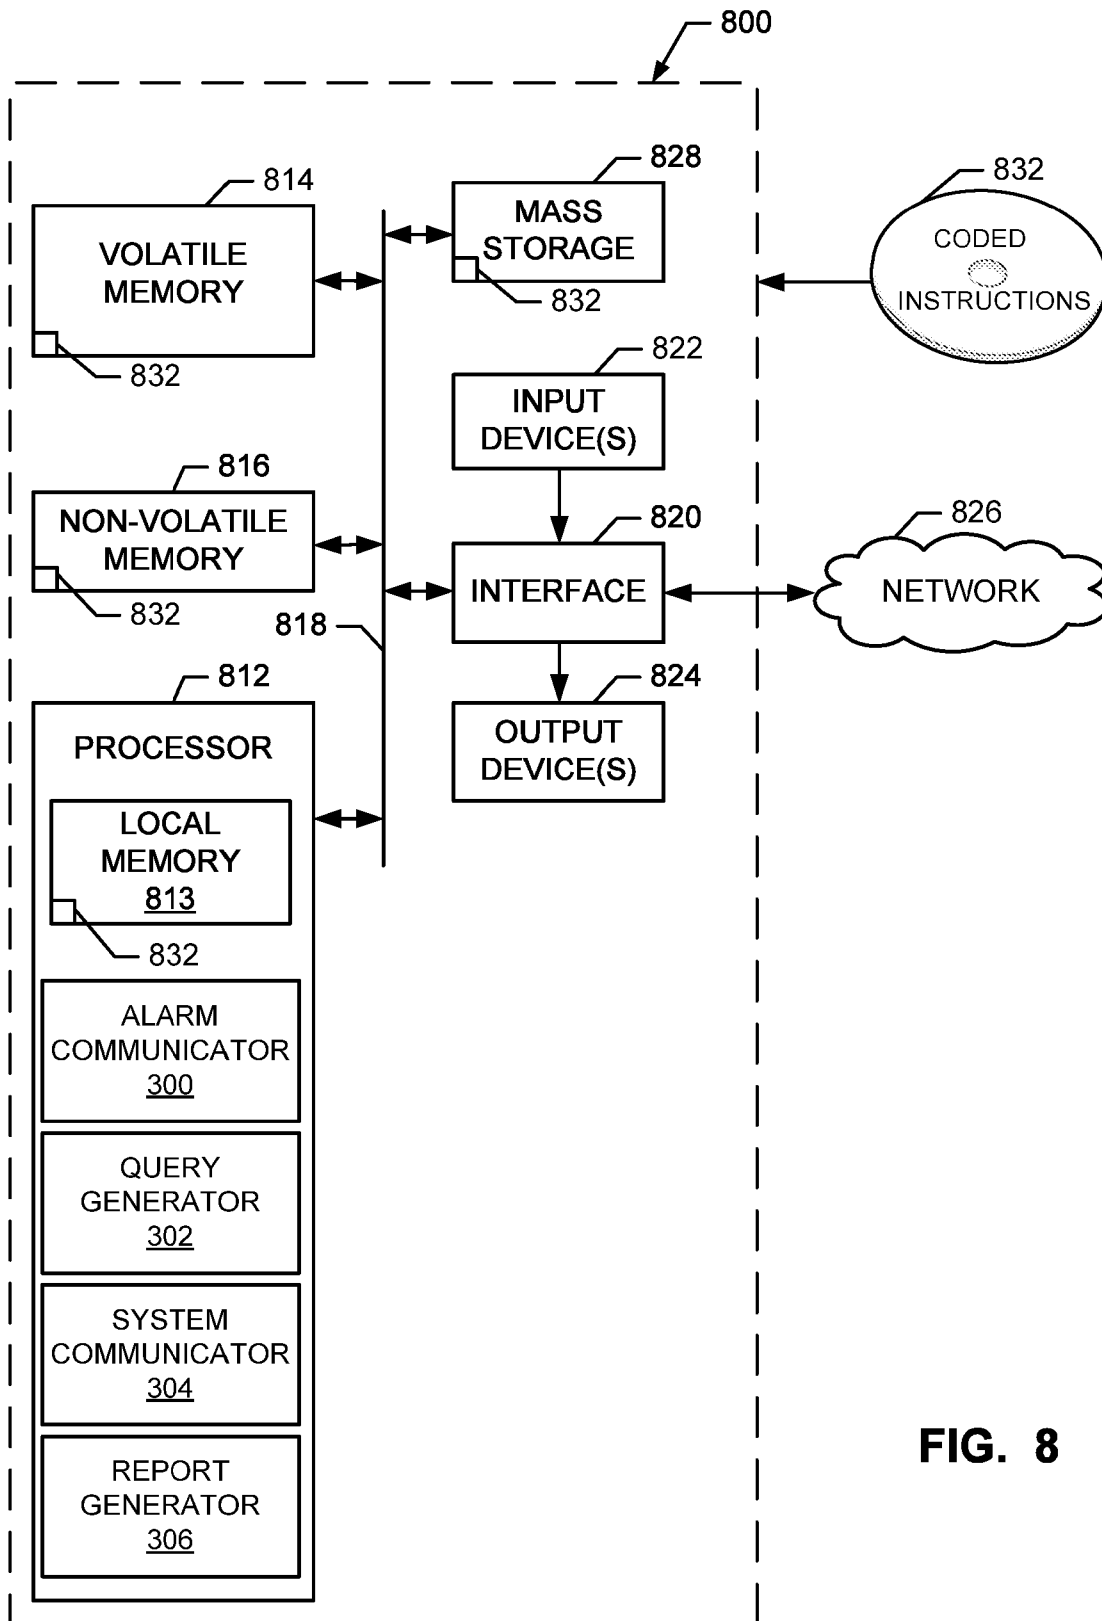 800
814
VOLATILE
MEMORY
832
828
MASS
STORAGE
832
832
CODED
INSTRUCTIONS
822
INPUT
DEVICE(S)
816
NON-VOLATILE
MEMORY
832
820
INTERFACE
826
NETWORK
818
812
PROCESSOR
824
OUTPUT
DEVICE(S)
LOCAL
MEMORY
813
832
ALARM
COMMUNICATOR
300
QUERY
GENERATOR
302
SYSTEM
COMMUNICATOR
304
REPORT
GENERATOR
306
FIG. 8